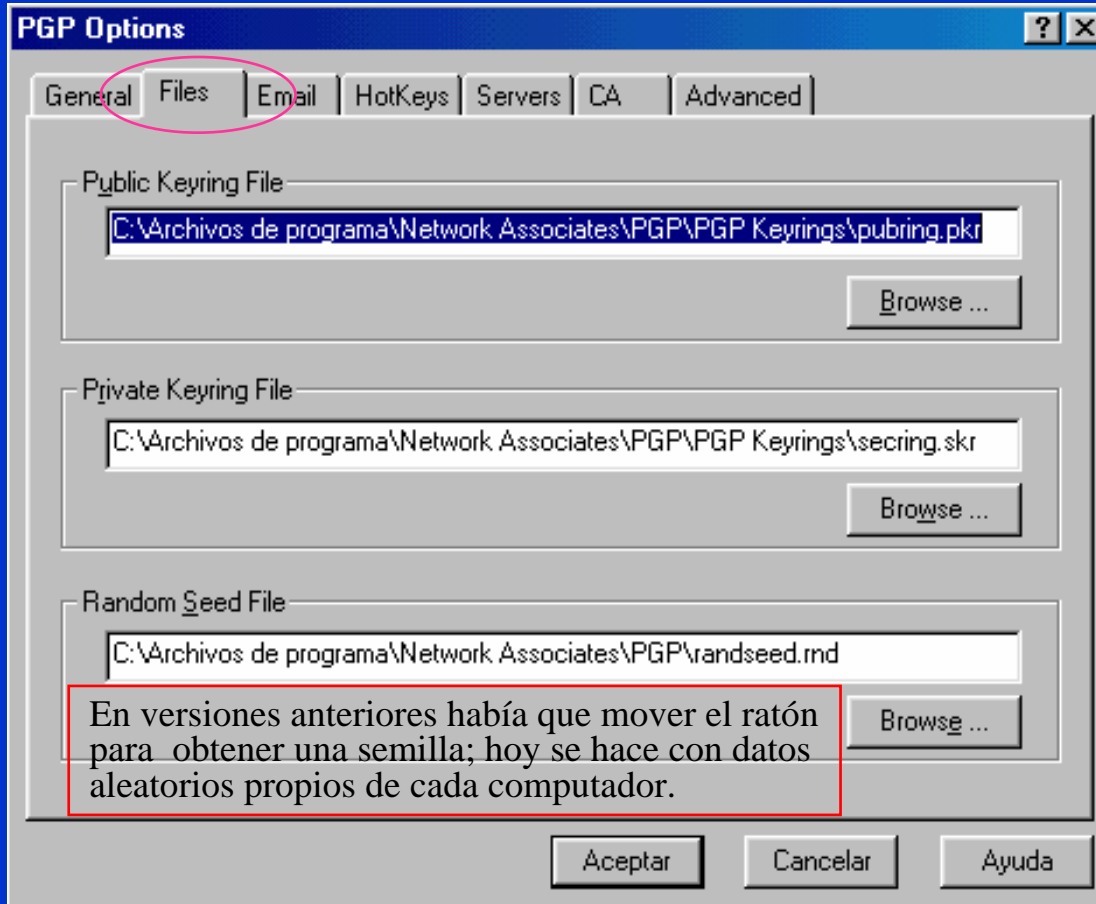 PGP Options
General Files Email HotKeys Servers CA Advanced
Public Keyring File
C:\Archivos de programa\Network Associates\PGP\PGP Keyrings\pubring.pkr
Browse ...
Private Keyring File
C:\Archivos de programa\Network Associates\PGP\PGP Keyrings\secring.skr
Browse ...
Random Seed File
C:\Archivos de programa\Network Associates\PGP\randseed.rnd
En versiones anteriores había que mover el ratón
para obtener una semilla; hoy se hace con datos
aleatorios propios de cada computador.
Browse ...
Aceptar Cancelar Ayuda